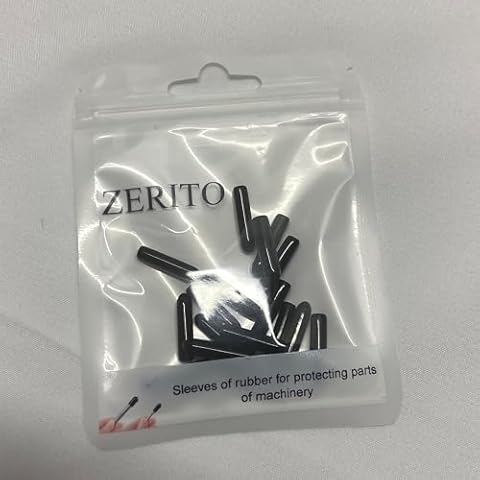 ZERITO
Sleeves of rubber for protecting parts
of machinery